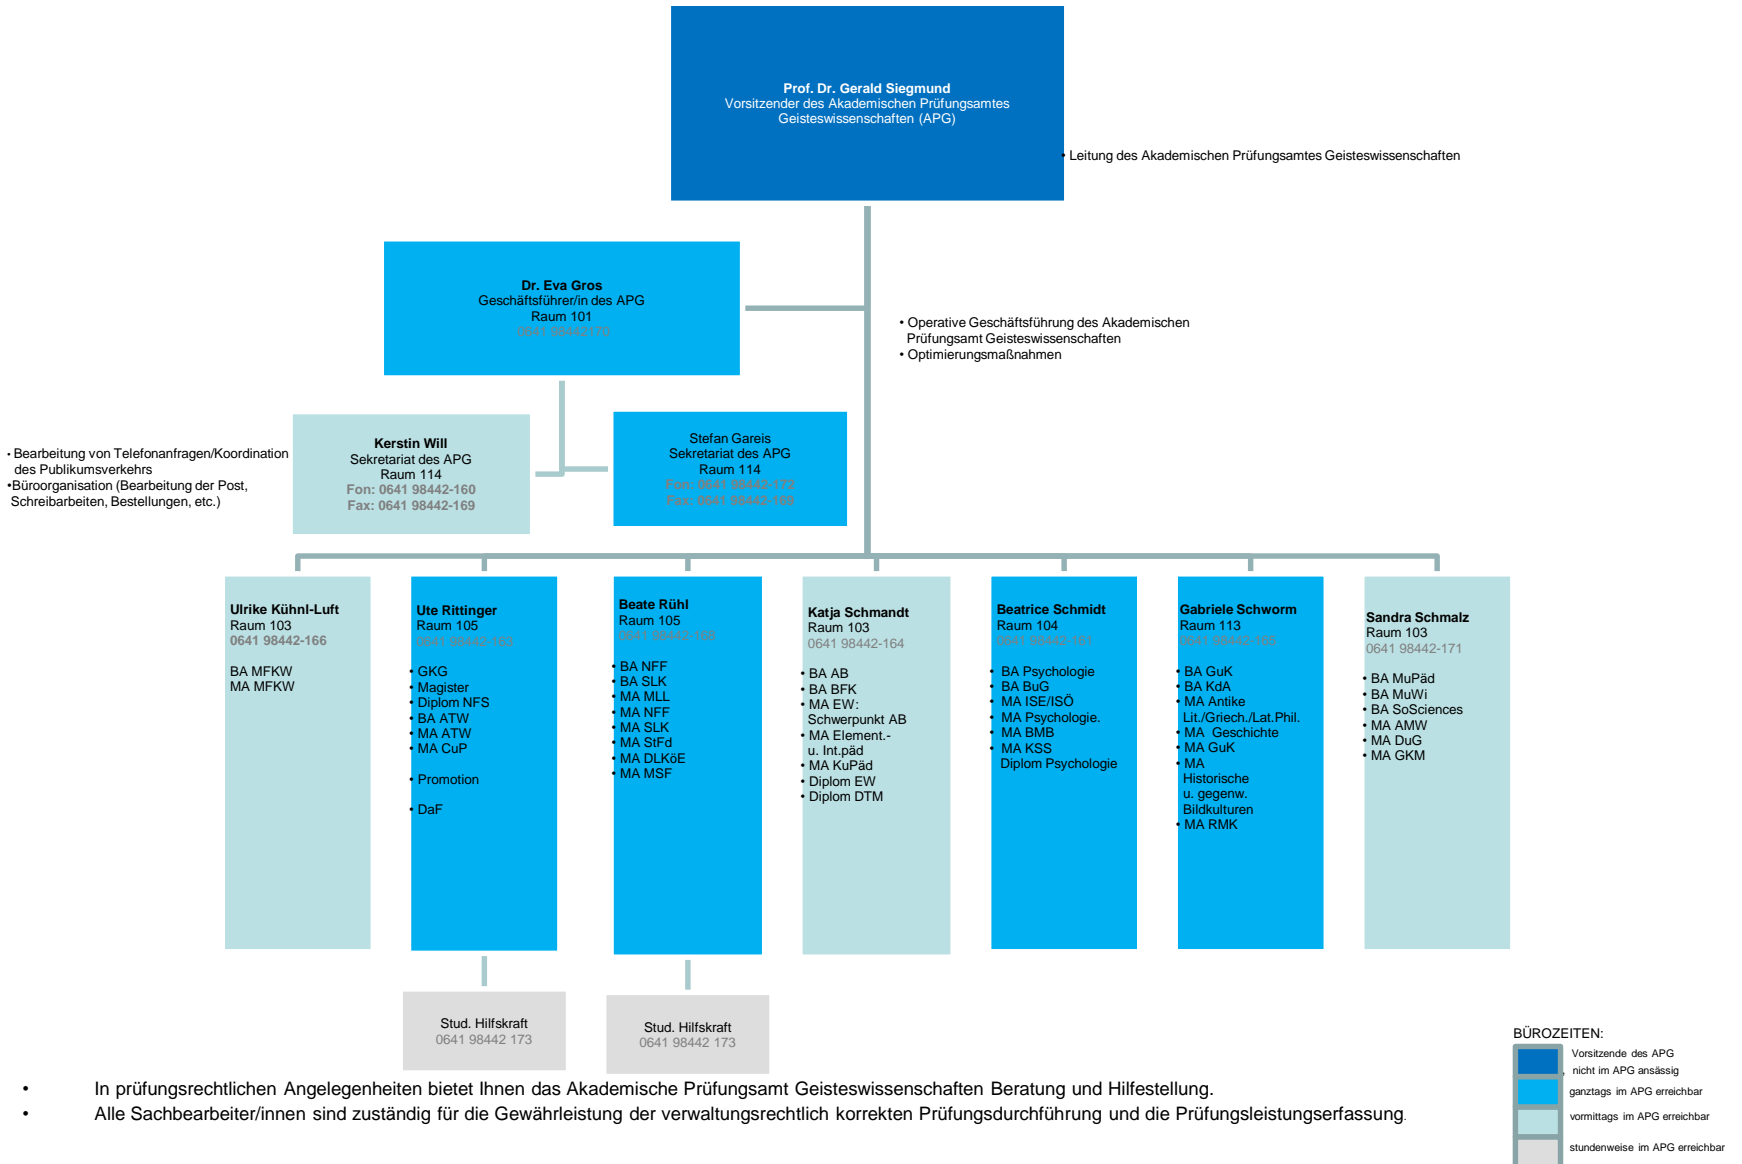 Prof. Dr. Gerald Siegmund
Vorsitzender des Akademischen Prüfungsamtes
Geisteswissenschaften (APG)
• Leitung des Akademischen Prüfungsamtes Geisteswissenschaften
Dr. Eva Gros
Geschäftsführer/in des APG
Raum 101
• Operative Geschäftsführung des Akademischen
Prüfungsamt Geisteswissenschaften
• Optimierungsmaßnahmen
• Bearbeitung von Telefonanfragen/Koordination
des Publikumsverkehrs
•Büroorganisation (Bearbeitung der Post,
Schreibarbeiten, Bestellungen, etc.)
Kerstin Will
Sekretariat des APG
Raum 114
Fon: 0641 98442-160
Fax: 0641 98442-169
Stefan Gareis
Sekretariat des APG
Raum 114
Fon: 0641 98442-173
Fax: 0641 98442-169
Ulrike Kühnl-Luft
Raum 103
0641 98442-166
BA MFKW
MA MFKW
Ute Rittinger
Raum 105
• GKG
• Magister
• Diplom NFS
• BA ATW
• MA ATW
• MA CuP
• Promotion
• DaF
Beate Rühl
Raum 105
• BA NFF
• BA SLK
• MA MLL
• MA NFF
• MA SLK
• MA StFd
• MA DLKöE
• MA MSF
Katja Schmandt
Raum 103
0641 98442-164
• BA AB
• BA BFK
• MA EW:
Schwerpunkt AB
• MA Element.-
u. Int.päd
• MA KuPäd
• Diplom EW
• Diplom DTM
Beatrice Schmidt
Raum 104
0641 98442-161
• BA Psychologie
• BA BuG
• MA ISE/ISÖ
• MA Psychologie.
• MA BMB
• MA KSS
Diplom Psychologie
Gabriele Schworm
Raum 113
0641 98442-165
• BA GuK
• BA KdA
• MA Antike
Lit./Griech./Lat.Phil.
• MA Geschichte
• MA GuK
• MA
Historische
u. gegenw.
Bildkulturen
• MA RMK
Sandra Schmalz
Raum 103
0641 98442-171
• BA MuPäd
• BA MuWi
• BA SoSciences
• MA AMW
• MA DuG
• MA GKM
Stud. Hilfskraft
0641 98442 173
Stud. Hilfskraft
0641 98442 173
• In prüfungsrechtlichen Angelegenheiten bietet Ihnen das Akademische Prüfungsamt Geisteswissenschaften Beratung und Hilfestellung.
• Alle Sachbearbeiter/innen sind zuständig für die Gewährleistung der verwaltungsrechtlich korrekten Prüfungsdurchführung und die Prüfungsleistungserfassung.
BÜROZEITEN:
Vorsitzende des APG
, nicht im APG ansässig
ganztags im APG erreichbar
vormittags im APG erreichbar
stundenweise im APG erreichbar